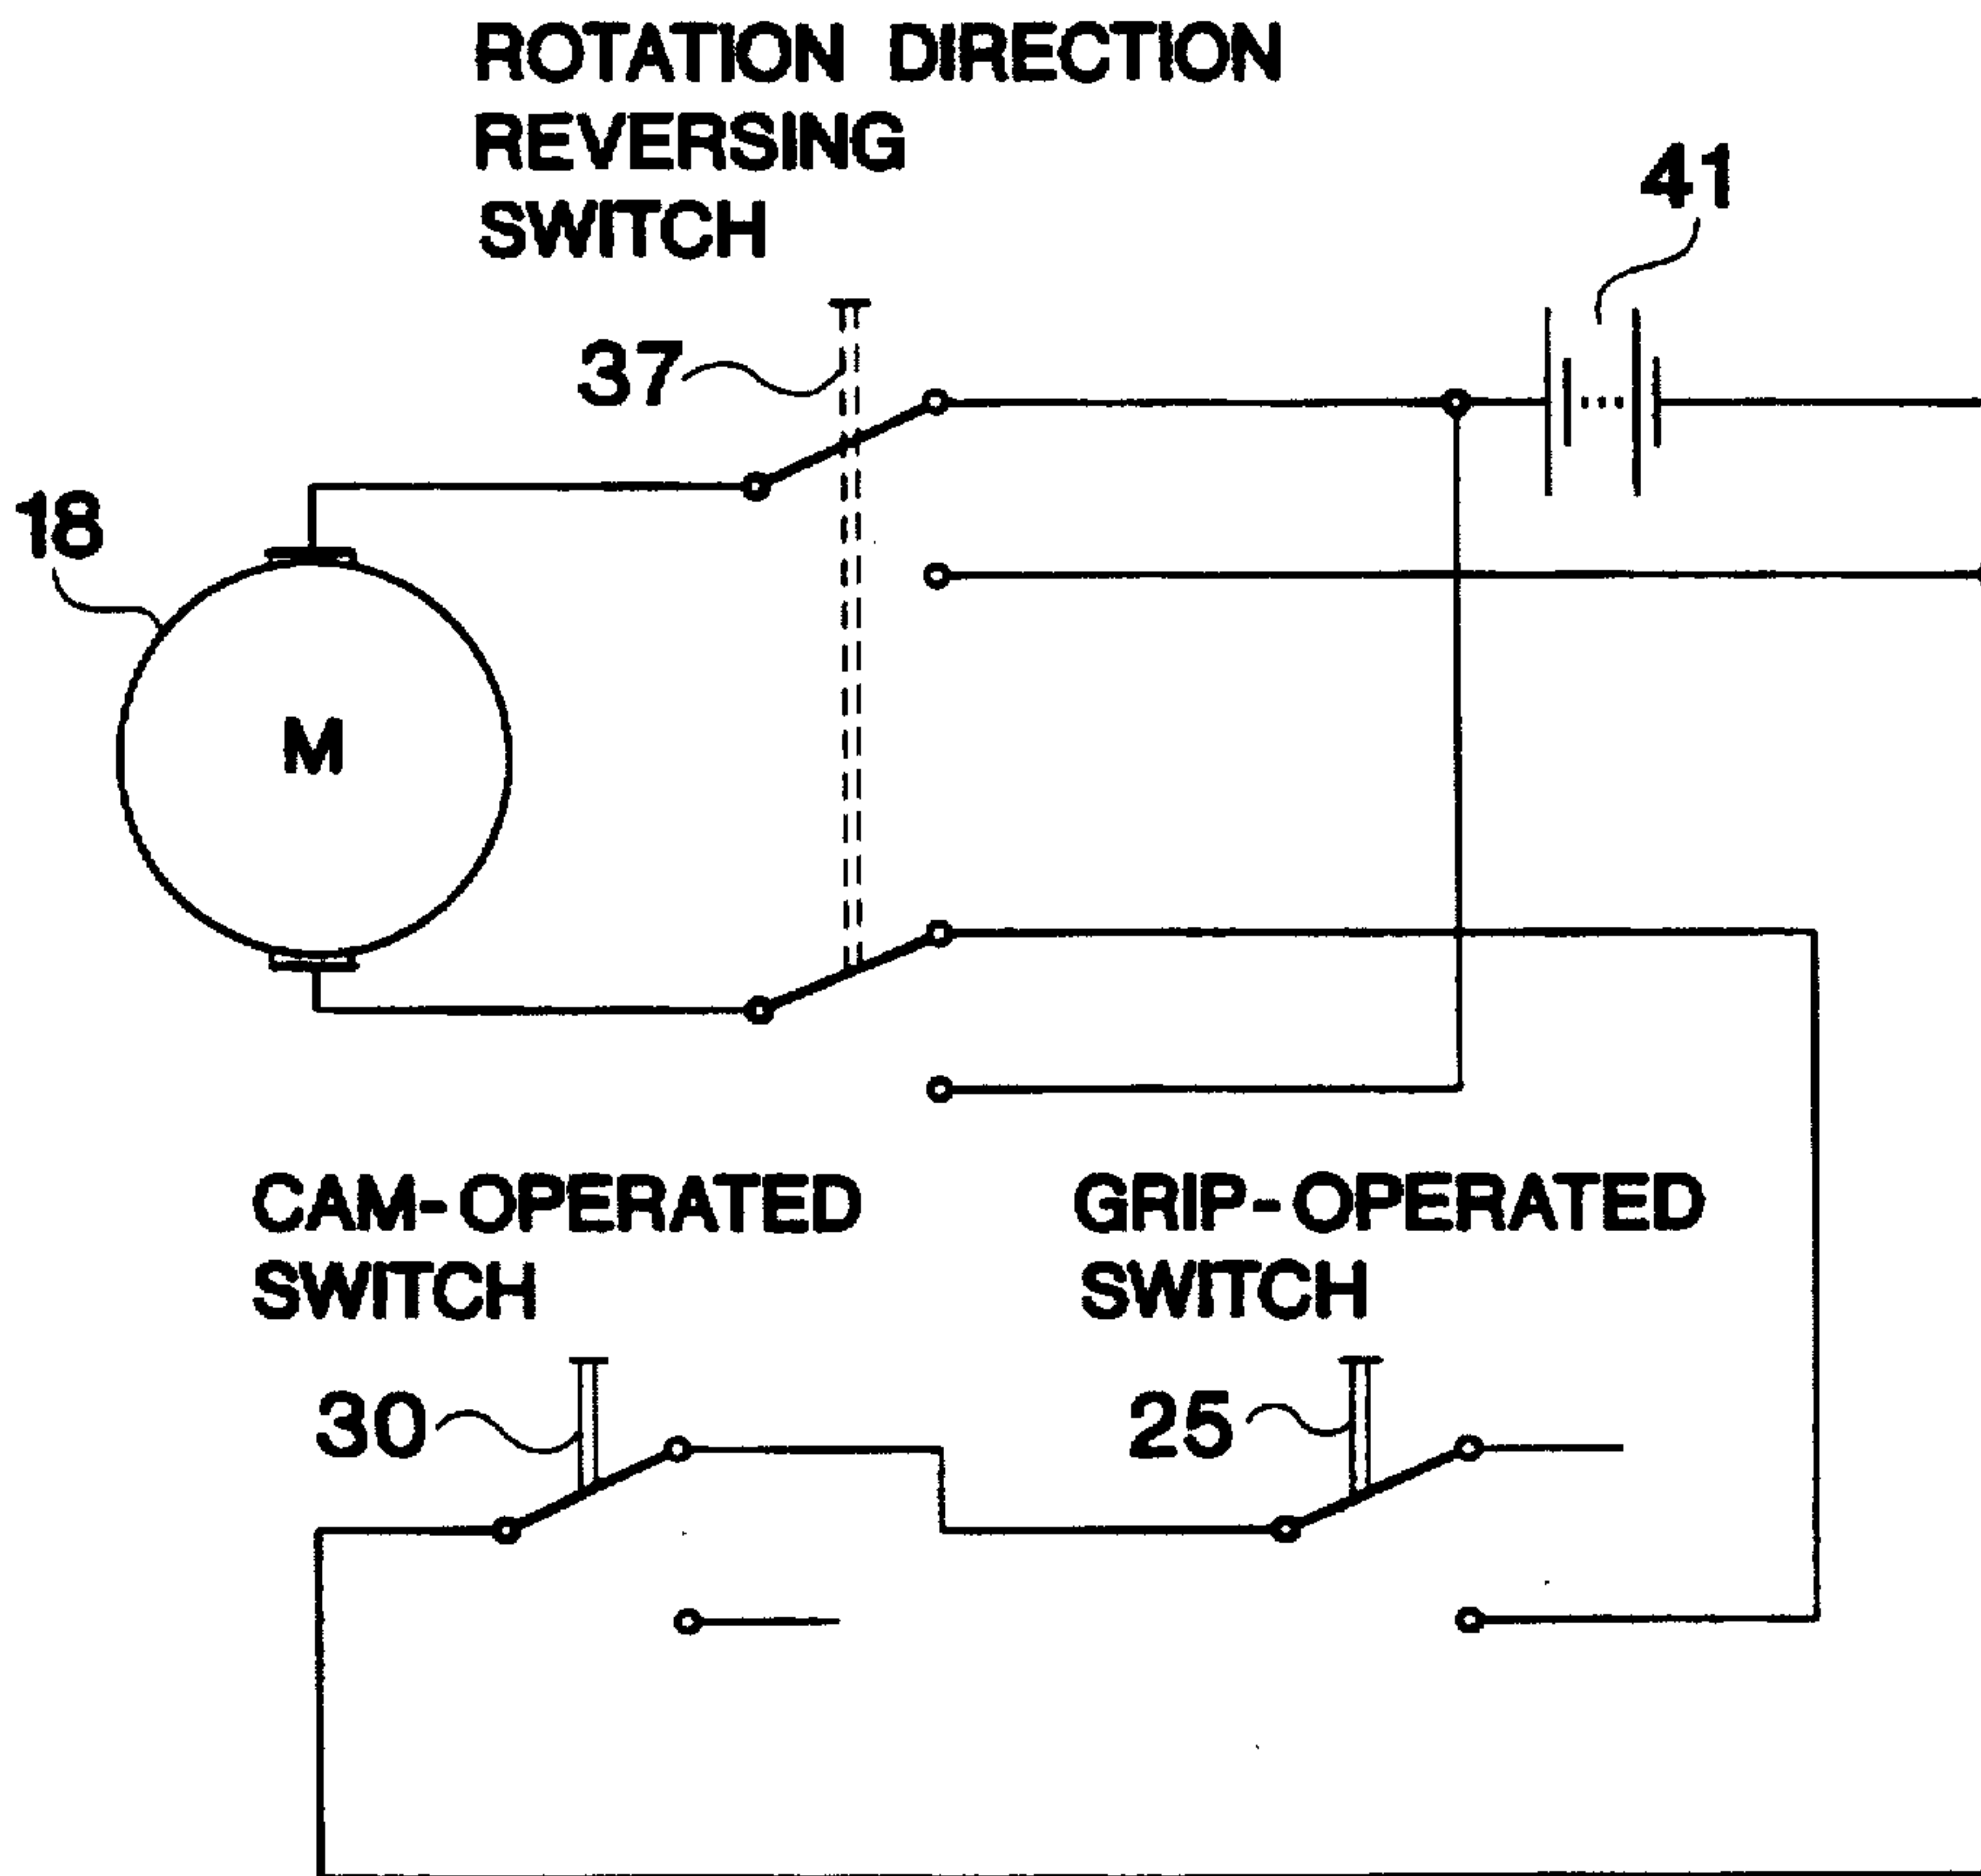 ROTATION DIRECTION
REVERSING
SWITCH
41
37
18
M
CAM-OPERATED
SWITCH
GRIP-OPERATED
SWITCH
30
25